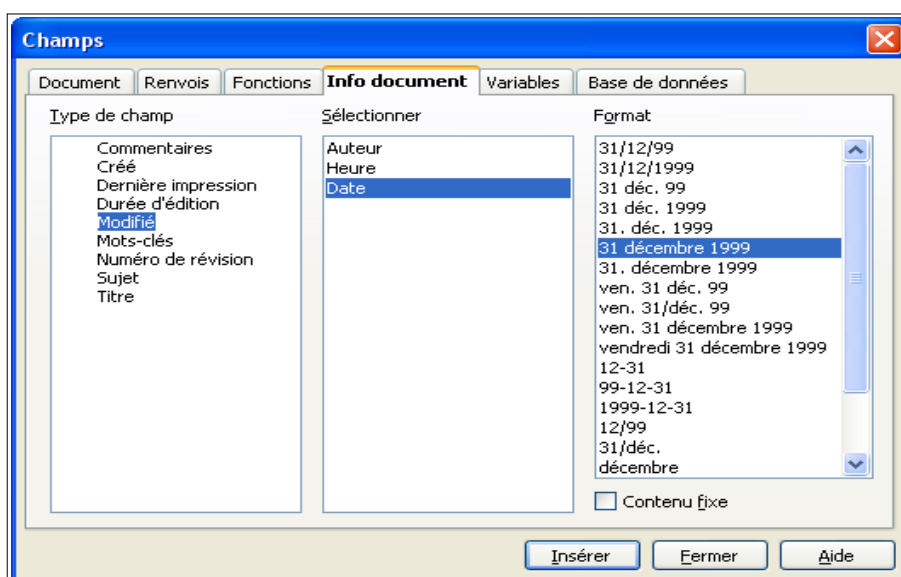 Champs
Document Renvois Fonctions Info document Variables Base de données
Type de champ
Commentaires
Créé
Dernière impression
Durée d'édition
Modifié
Mots-clés
Numéro de révision
Sujet
Titre
Sélectionner
Auteur
Heure
Date
Format
31/12/99
31/12/1999
31 déc. 99
31 déc. 1999
31. déc. 1999
31 décembre 1999
31. décembre 1999
ven. 31 déc. 99
ven. 31/déc. 99
ven. 31 décembre 1999
vendredi 31 décembre 1999
12-31
99-12-31
1999-12-31
12/99
31/déc.
décembre
Contenu fixe
Insérer Fermer Aide